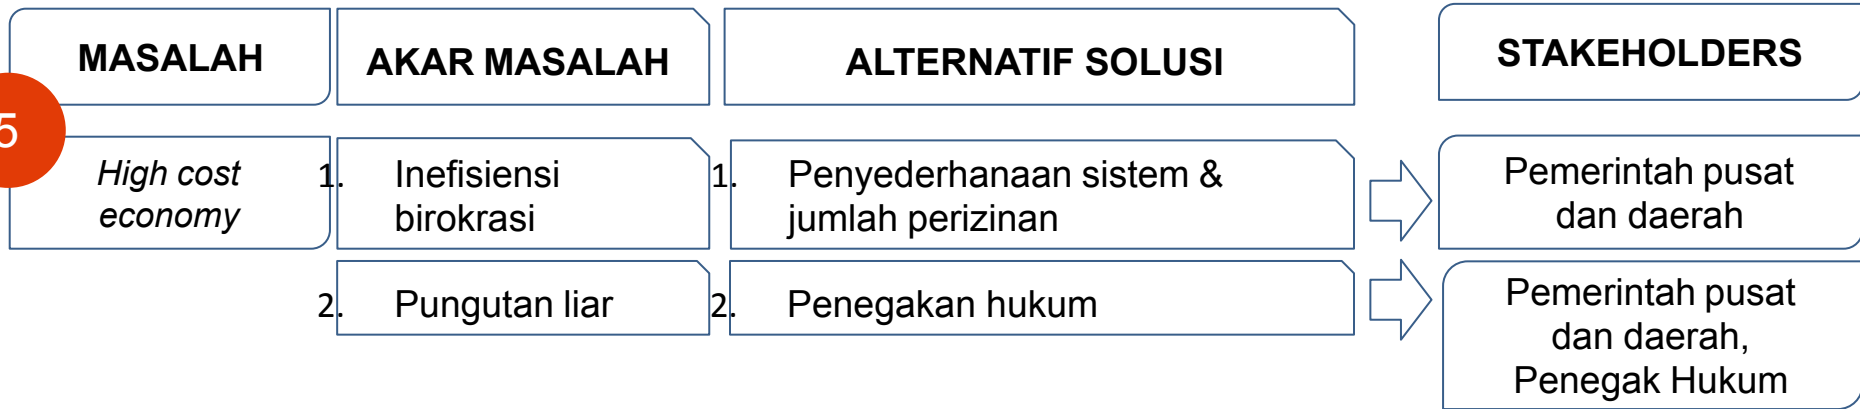 MASALAH
AKAR MASALAH
ALTERNATIF SOLUSI
STAKEHOLDERS
5
High cost
economy
1. Inefisiensi
birokrasi
1. Penyederhanaan sistem &
jumlah perizinan
Pemerintah pusat
dan daerah
2. Pungutan liar
2. Penegakan hukum
Pemerintah pusat
dan daerah,
Penegak Hukum